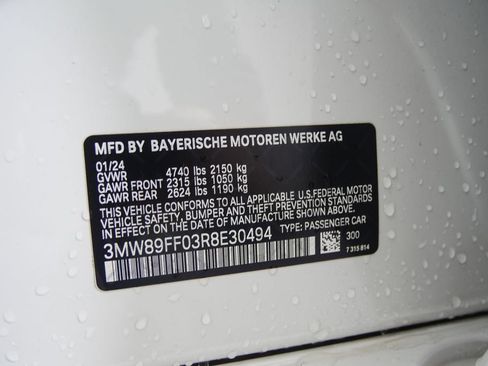 MFD BY BAYERISCHE MOTOREN WERKE AG
01/24
GVWR 4740 lbs 2150 kg
GAWR FRONT 2315 lbs 1050 kg
GAWR REAR 2624 lbs 1190 kg
THIS VEHICLE CONFORMS TO ALL APPLICABLE U.S.FEDERAL MOTOR
VEHICLE SAFETY, BUMPER, AND THEFT PREVENTION STANDARDS
IN EFFECT ON THE DATE OF MANUFACTURE SHOWN ABOVE.
3MW89FF03R8E30494 TYPE: PASSENGER CAR
300
7 315 814